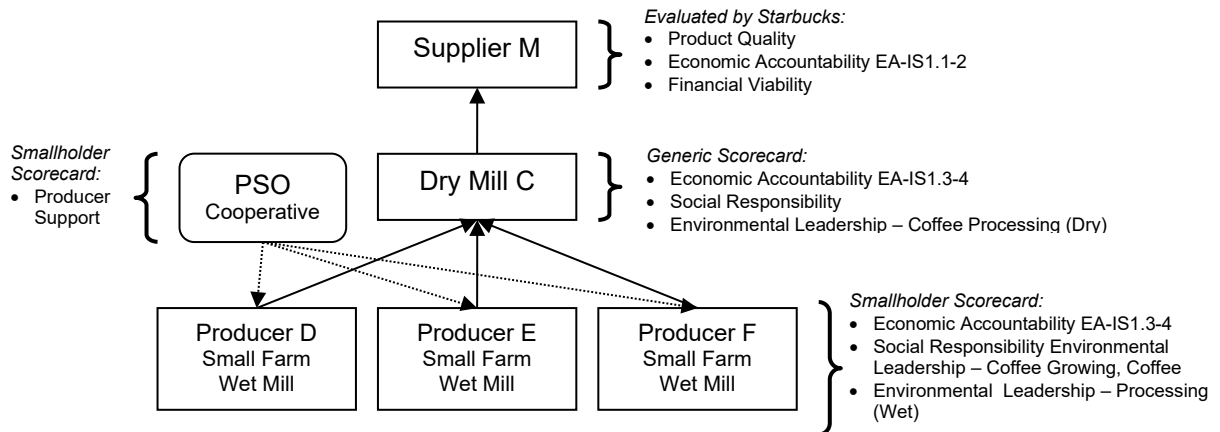 Evaluated by Starbucks:
• Product Quality
• Economic Accountability EA-IS1.1-2
• Financial Viability
Supplier M
Smallholder
Scorecard:
• Producer
Support
PSO
Cooperative
Dry Mill C
Generic Scorecard:
• Economic Accountability EA-IS1.3-4
• Social Responsibility
• Environmental Leadership – Coffee Processing (Dry)
Producer D
Small Farm
Wet Mill
Producer E
Small Farm
Wet Mill
Producer F
Small Farm
Wet Mill
Smallholder Scorecard:
• Economic Accountability EA-IS1.3-4
• Social Responsibility Environmental
Leadership – Coffee Growing, Coffee
• Environmental Leadership – Processing
(Wet)